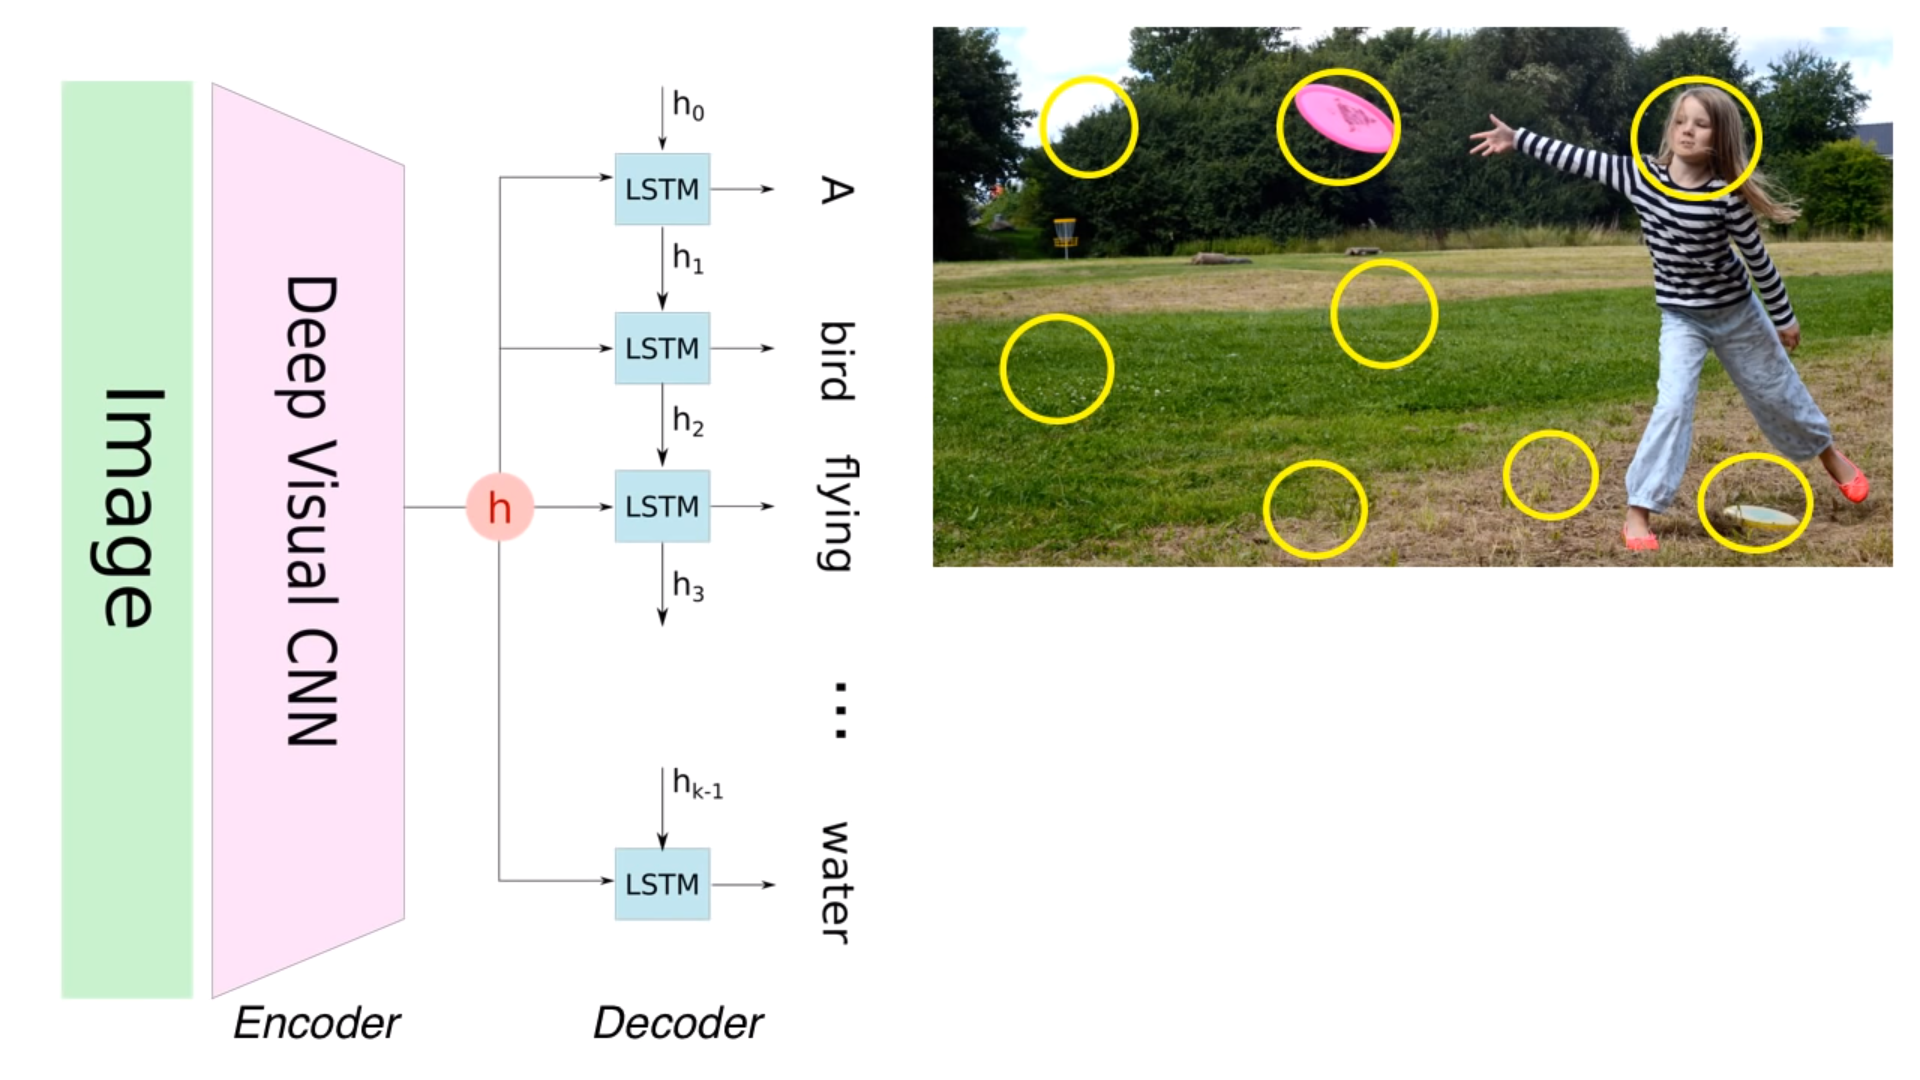 Image
Deep Visual CNN
h
h0
LSTM
A
h1
LSTM
bird
h2
LSTM
flying
h3
...
hk-1
LSTM
water
Encoder
Decoder